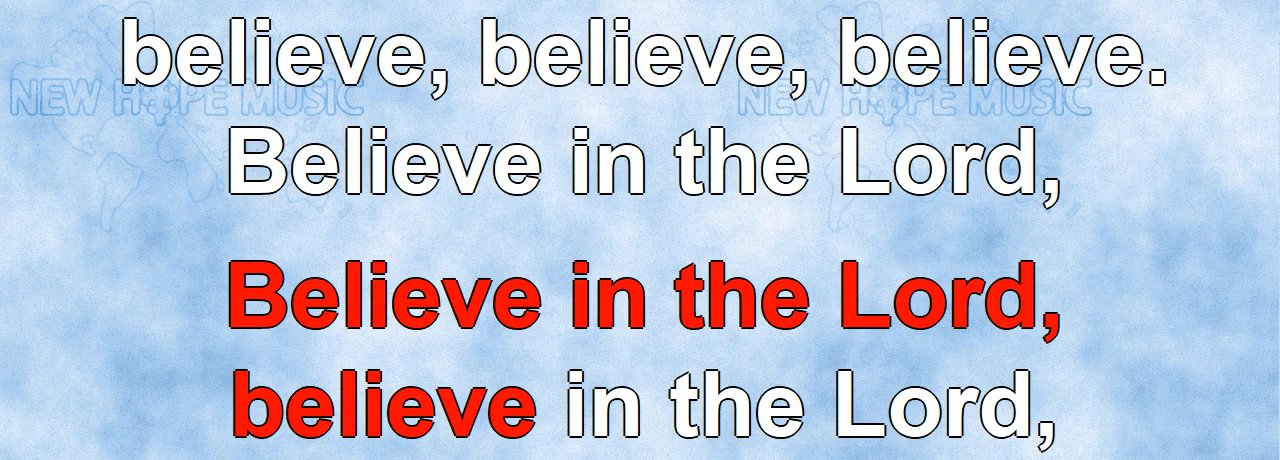 believe, believe, believe.
NEW HOPE MUSIC NEW HOPE MUSIC
Believe in the Lord,
Believe in the Lord,
believe in the Lord,